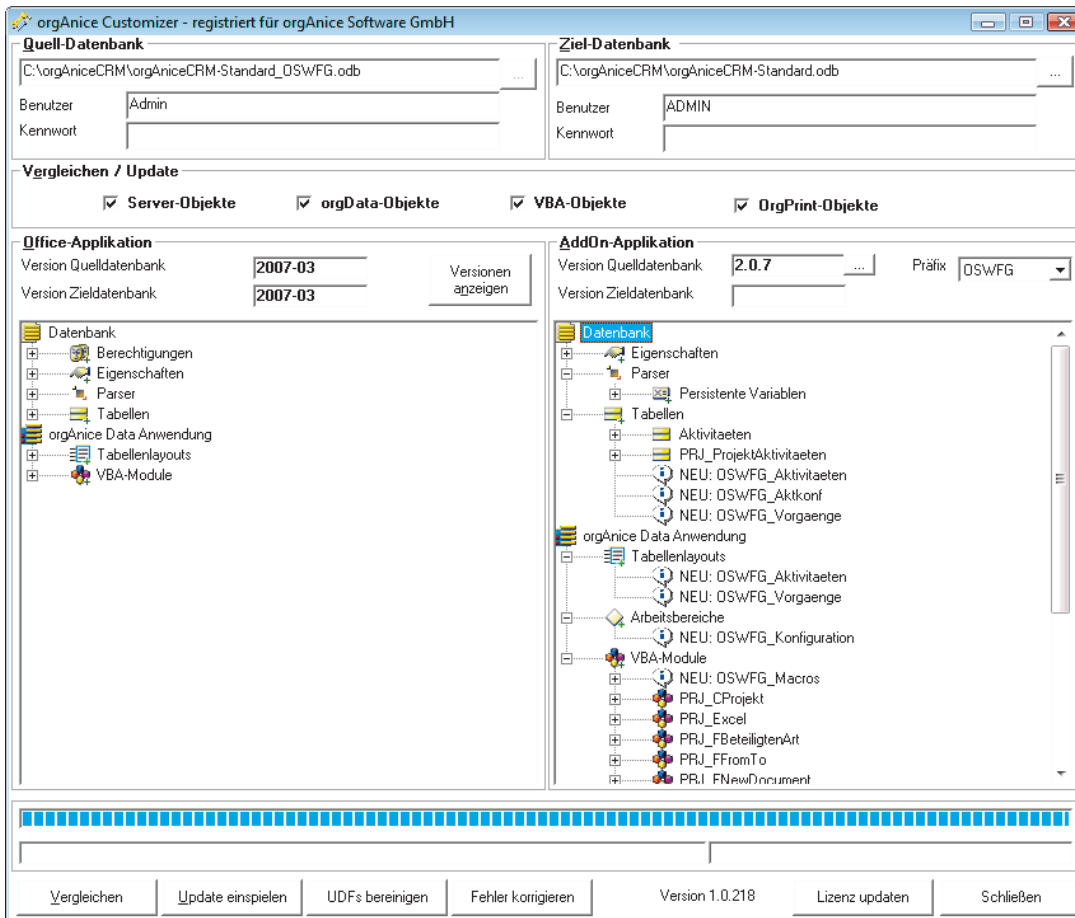 orgAnice Customizer - registriert für orgAnice Software GmbH
Quell-Datenbank
C:\orgAniceCRM\orgAniceCRM-Standard_OSWFG.odb
...
Benutzer
Admin
Kennwort
Ziel-Datenbank
C:\orgAniceCRM\orgAniceCRM-Standard.odb
...
Benutzer
ADMIN
Kennwort
Vergleichen / Update
Server-Objekte
orgData-Objekte
VBA-Objekte
OrgPrint-Objekte
Office-Applikation
Version Quelldatenbank
2007-03
Version Zieldatenbank
2007-03
Versionen
anzeigen
Datenbank
Berechtigungen
Eigenschaften
Parser
Tabellen
orgAnice Data Anwendung
Tabellenlayouts
VBA-Module
AddOn-Applikation
Version Quelldatenbank
2.0.7
...
Präfix
OSWFG
Version Zieldatenbank
Datenbank
Eigenschaften
Parser
Persistente Variablen
Tabellen
Aktivitaeten
PRJ_ProjektAktivitaeten
NEU: OSWFG_Aktivitaeten
NEU: OSWFG_Aktkonf
NEU: OSWFG_Vorgaenge
orgAnice Data Anwendung
Tabellenlayouts
NEU: OSWFG_Aktivitaeten
NEU: OSWFG_Vorgaenge
Arbeitsbereiche
NEU: OSWFG_Konfiguration
VBA-Module
NEU: OSWFG_Macros
PRJ_CProjekt
PRJ_Excel
PRJ_FBeteiligtenArt
PRJ_FFromTo
PRJ_FNewDocument
Vergleichen
Update einspielen
UDFs bereinigen
Fehler korrigieren
Version 1.0.218
Lizenz updaten
Schließen